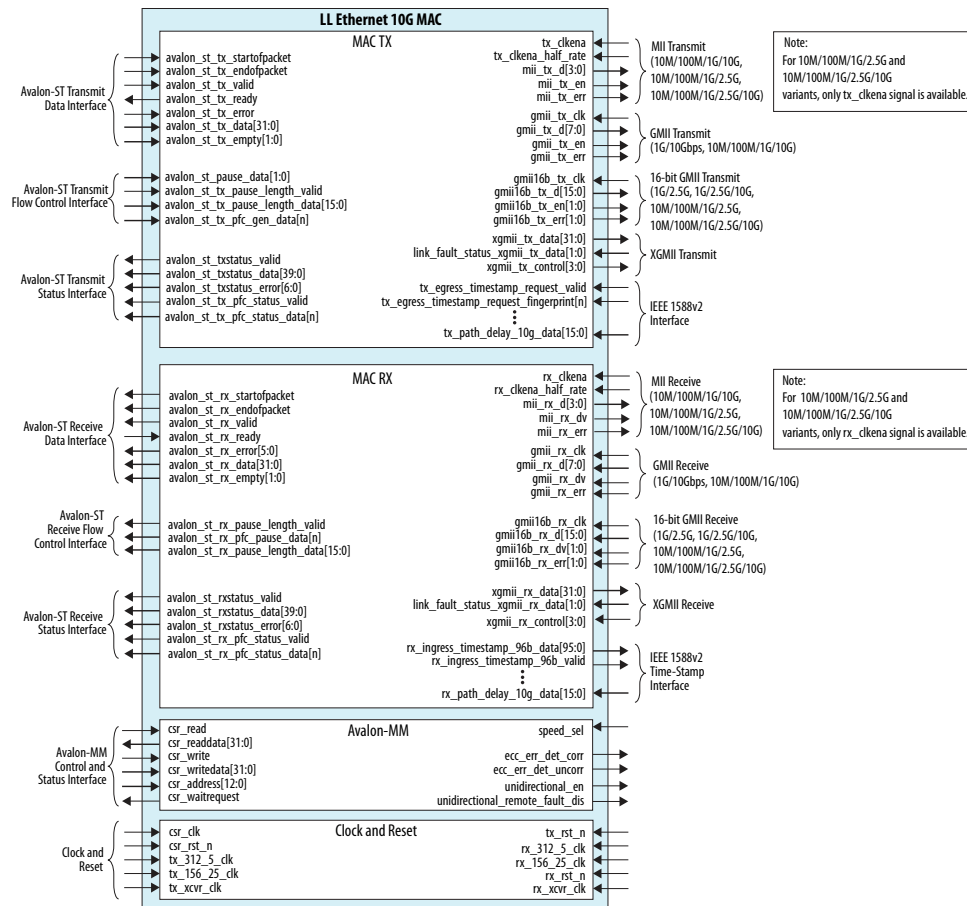 LL Ethernet 10G MAC
MAC TX
Avalon-ST Transmit
Data Interface
avalon_st_tx_startofpacket
avalon_st_tx_endofpacket
avalon_st_tx_valid
avalon_st_tx_ready
avalon_st_tx_error
avalon_st_tx_data[31:0]
avalon_st_tx_empty[1:0]
Avalon-ST Transmit
Flow Control Interface
avalon_st_pause_data[1:0]
avalon_st_tx_pause_length_valid
avalon_st_tx_pause_length_data[15:0]
avalon_st_tx_pfc_gen_data[n]
Avalon-ST Transmit
Status Interface
avalon_st_txstatus_valid
avalon_st_txstatus_data[39:0]
avalon_st_txstatus_error[6:0]
avalon_st_tx_pfc_status_valid
avalon_st_tx_pfc_status_data[n]
tx_clkena
tx_clkena_half_rate
mii_tx_d[3:0]
mii_tx_en
mii_tx_err
MII Transmit
(10M/100M/1G/10G,
10M/100M/1G/2.5G,
10M/100M/1G/2.5G/10G)
Note:
For 10M/100M/1G/2.5G and
10M/100M/1G/2.5G/10G
variants, only tx_clkena signal is available.
gmii_tx_clk
gmii_tx_d[7:0]
gmii_tx_en
gmii_tx_err
GMII Transmit
(1G/10Gbps, 10M/100M/1G/10G)
gmii16b_tx_clk
gmii16b_tx_d[15:0]
gmii16b_tx_en[1:0]
gmii16b_tx_err[1:0]
16-bit GMII Transmit
(1G/2.5G, 1G/2.5G/10G,
10M/100M/1G/2.5G,
10M/100M/1G/2.5G/10G)
xgmii_tx_data[31:0]
link_fault_status_xgmii_tx_data[1:0]
xgmii_tx_control[3:0]
XGMII Transmit
tx_egress_timestamp_request_valid
tx_egress_timestamp_request_fingerprint[n]
tx_path_delay_10g_data[15:0]
IEEE 1588v2
Interface
MAC RX
Avalon-ST Receive
Data Interface
avalon_st_rx_startofpacket
avalon_st_rx_endofpacket
avalon_st_rx_valid
avalon_st_rx_ready
avalon_st_rx_error[5:0]
avalon_st_rx_data[31:0]
avalon_st_rx_empty[1:0]
Avalon-ST
Receive Flow
Control Interface
avalon_st_rx_pause_length_valid
avalon_st_rx_pfc_pause_data[n]
avalon_st_rx_pause_length_data[15:0]
Avalon-ST Receive
Status Interface
avalon_st_rxstatus_valid
avalon_st_rxstatus_data[39:0]
avalon_st_rxstatus_error[6:0]
avalon_st_rx_pfc_status_valid
avalon_st_rx_pfc_status_data[n]
rx_clkena
rx_clkena_half_rate
mii_rx_d[3:0]
mii_rx_dv
mii_rx_err
MII Receive
(10M/100M/1G/10G,
10M/100M/1G/2.5G,
10M/100M/1G/2.5G/10G)
Note:
For 10M/100M/1G/2.5G and
10M/100M/1G/2.5G/10G
variants, only rx_clkena signal is available.
gmii_rx_clk
gmii_rx_d[7:0]
gmii_rx_dv
gmii_rx_err
GMII Receive
(1G/10Gbps, 10M/100M/1G/10G)
gmii16b_rx_clk
gmii16b_rx_d[15:0]
gmii16b_rx_dv[1:0]
gmii16b_rx_err[1:0]
16-bit GMII Receive
(1G/2.5G, 1G/2.5G/10G,
10M/100M/1G/2.5G,
10M/100M/1G/2.5G/10G)
xgmii_rx_data[31:0]
link_fault_status_xgmii_rx_data[1:0]
xgmii_rx_control[3:0]
XGMII Receive
rx_ingress_timestamp_96b_data[95:0]
rx_ingress_timestamp_96b_valid
rx_path_delay_10g_data[15:0]
IEEE 1588v2
Time-Stamp
Interface
Avalon-MM
Avalon-MM
Control and
Status Interface
csr_read
csr_readdata[31:0]
csr_write
csr_writedata[31:0]
csr_address[12:0]
csr_waitrequest
speed_sel
ecc_err_det_corr
ecc_err_det_uncorr
unidirectional_en
unidirectional_remote_fault_dis
Clock and Reset
Clock and
Reset
csr_clk
csr_rst_n
tx_312_5_clk
tx_156_25_clk
tx_xcvr_clk
tx_rst_n
rx_312_5_clk
rx_156_25_clk
rx_rst_n
rx_xcvr_clk